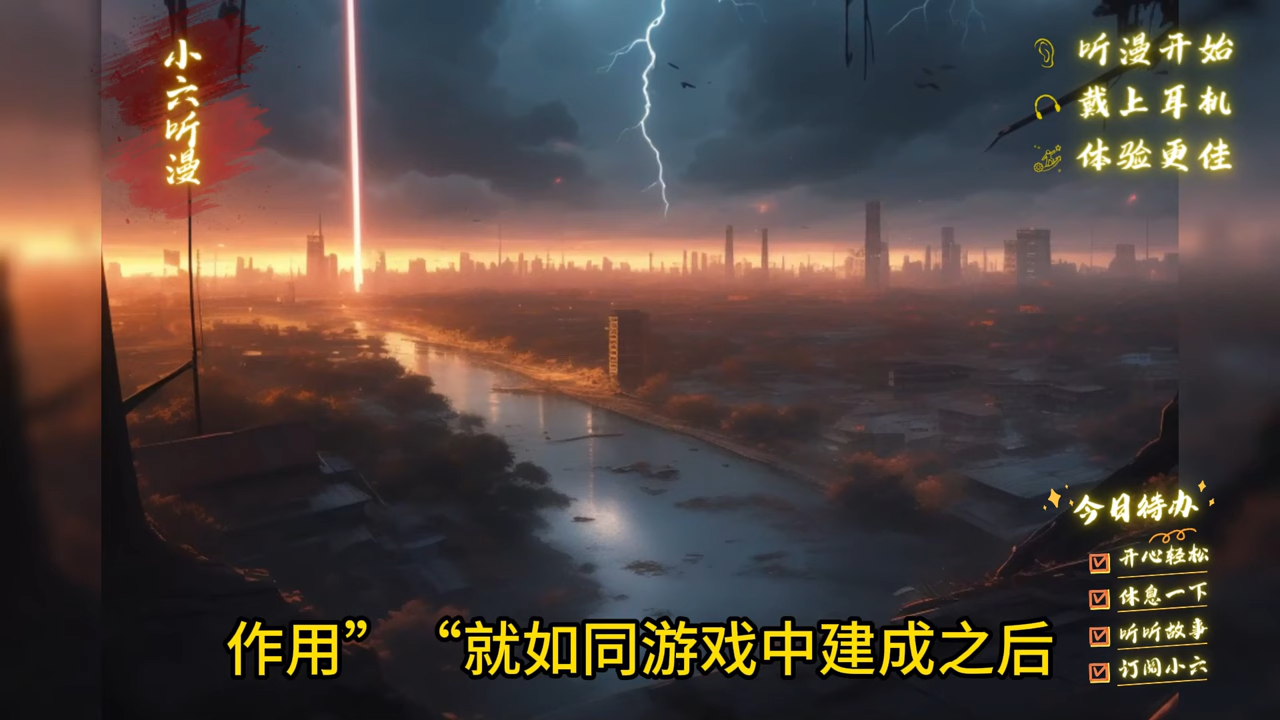 小六听漫
听漫开始
戴上耳机
体验更佳
今日待办
开心轻松
休息一下
听听故事
订阅小六
作用” “就如同游戏中建成之后